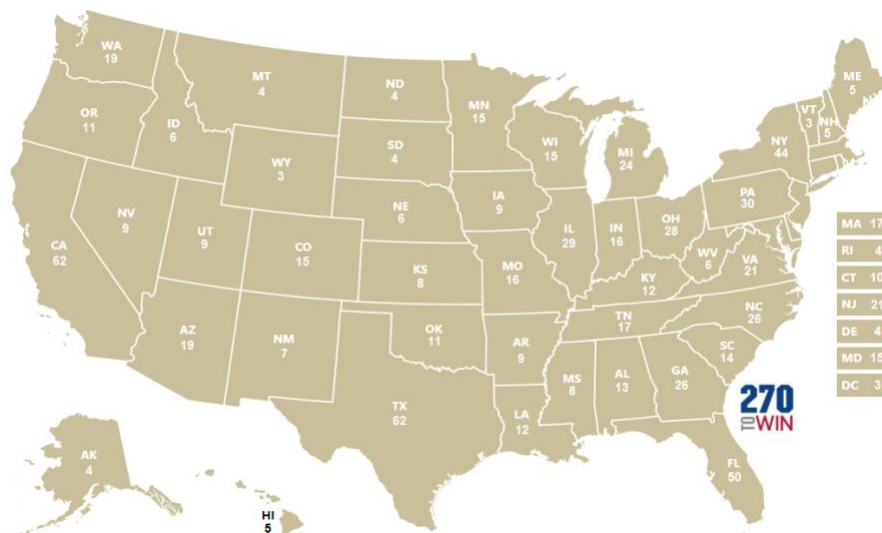 WA
19
OR
11
CA
62
NV
9
ID
6
MT
4
WY
3
UT
9
AZ
19
CO
15
NM
7
ND
4
SD
4
NE
6
KS
8
OK
11
TX
62
MN
15
IA
9
MO
16
AR
9
LA
12
WI
15
IL
29
MI
24
IN
16
OH
28
KY
12
TN
17
MS
8
AL
13
GA
26
FL
50
SC
14
NC
26
VA
21
WV
6
PA
30
NY
44
VT
3
NH
5
ME
5
MA 17
RI 4
CT 10
NJ 21
DE 4
MD 15
DC 3
AK
4
HI
5
270
TO WIN